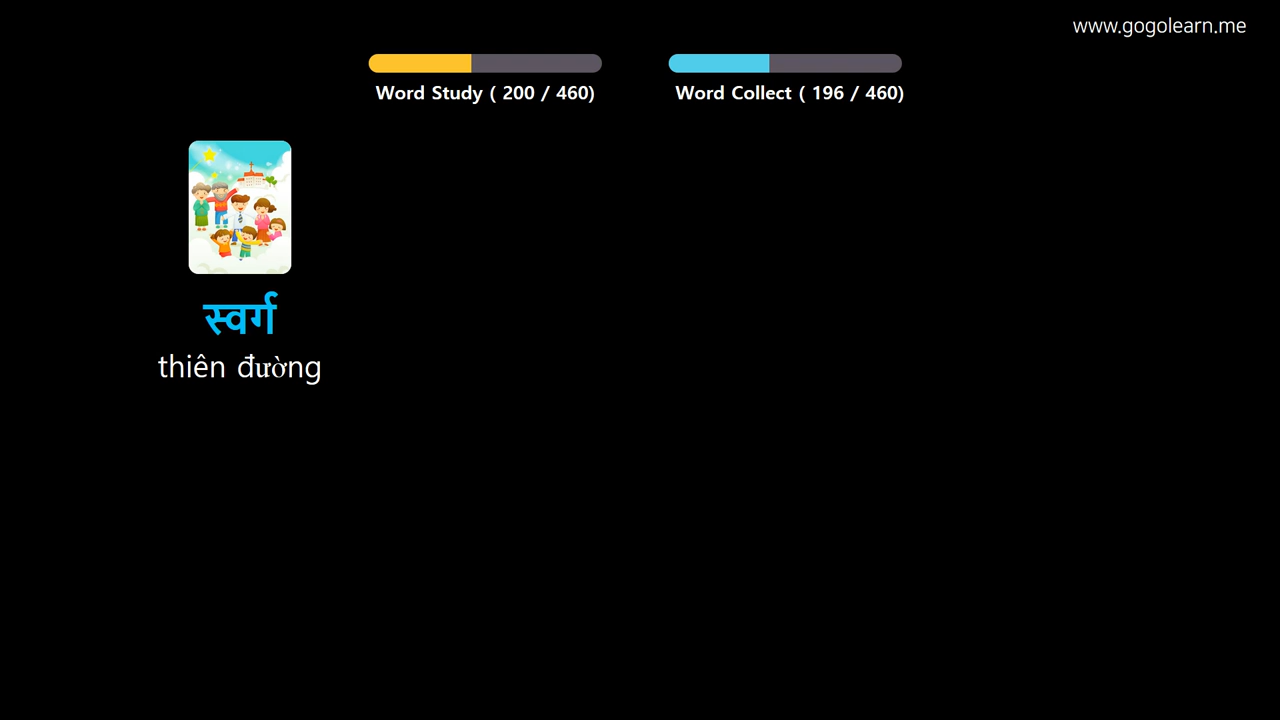 www.gogolearn.me
Word Study ( 200 / 460)
Word Collect ( 196 / 460)
स्वर्ग
thiên đường